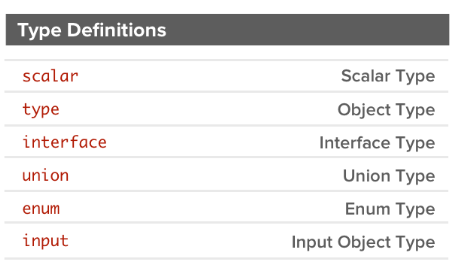 Type Definitions
scalar Scalar Type
type Object Type
interface Interface Type
union Union Type
enum Enum Type
input Input Object Type